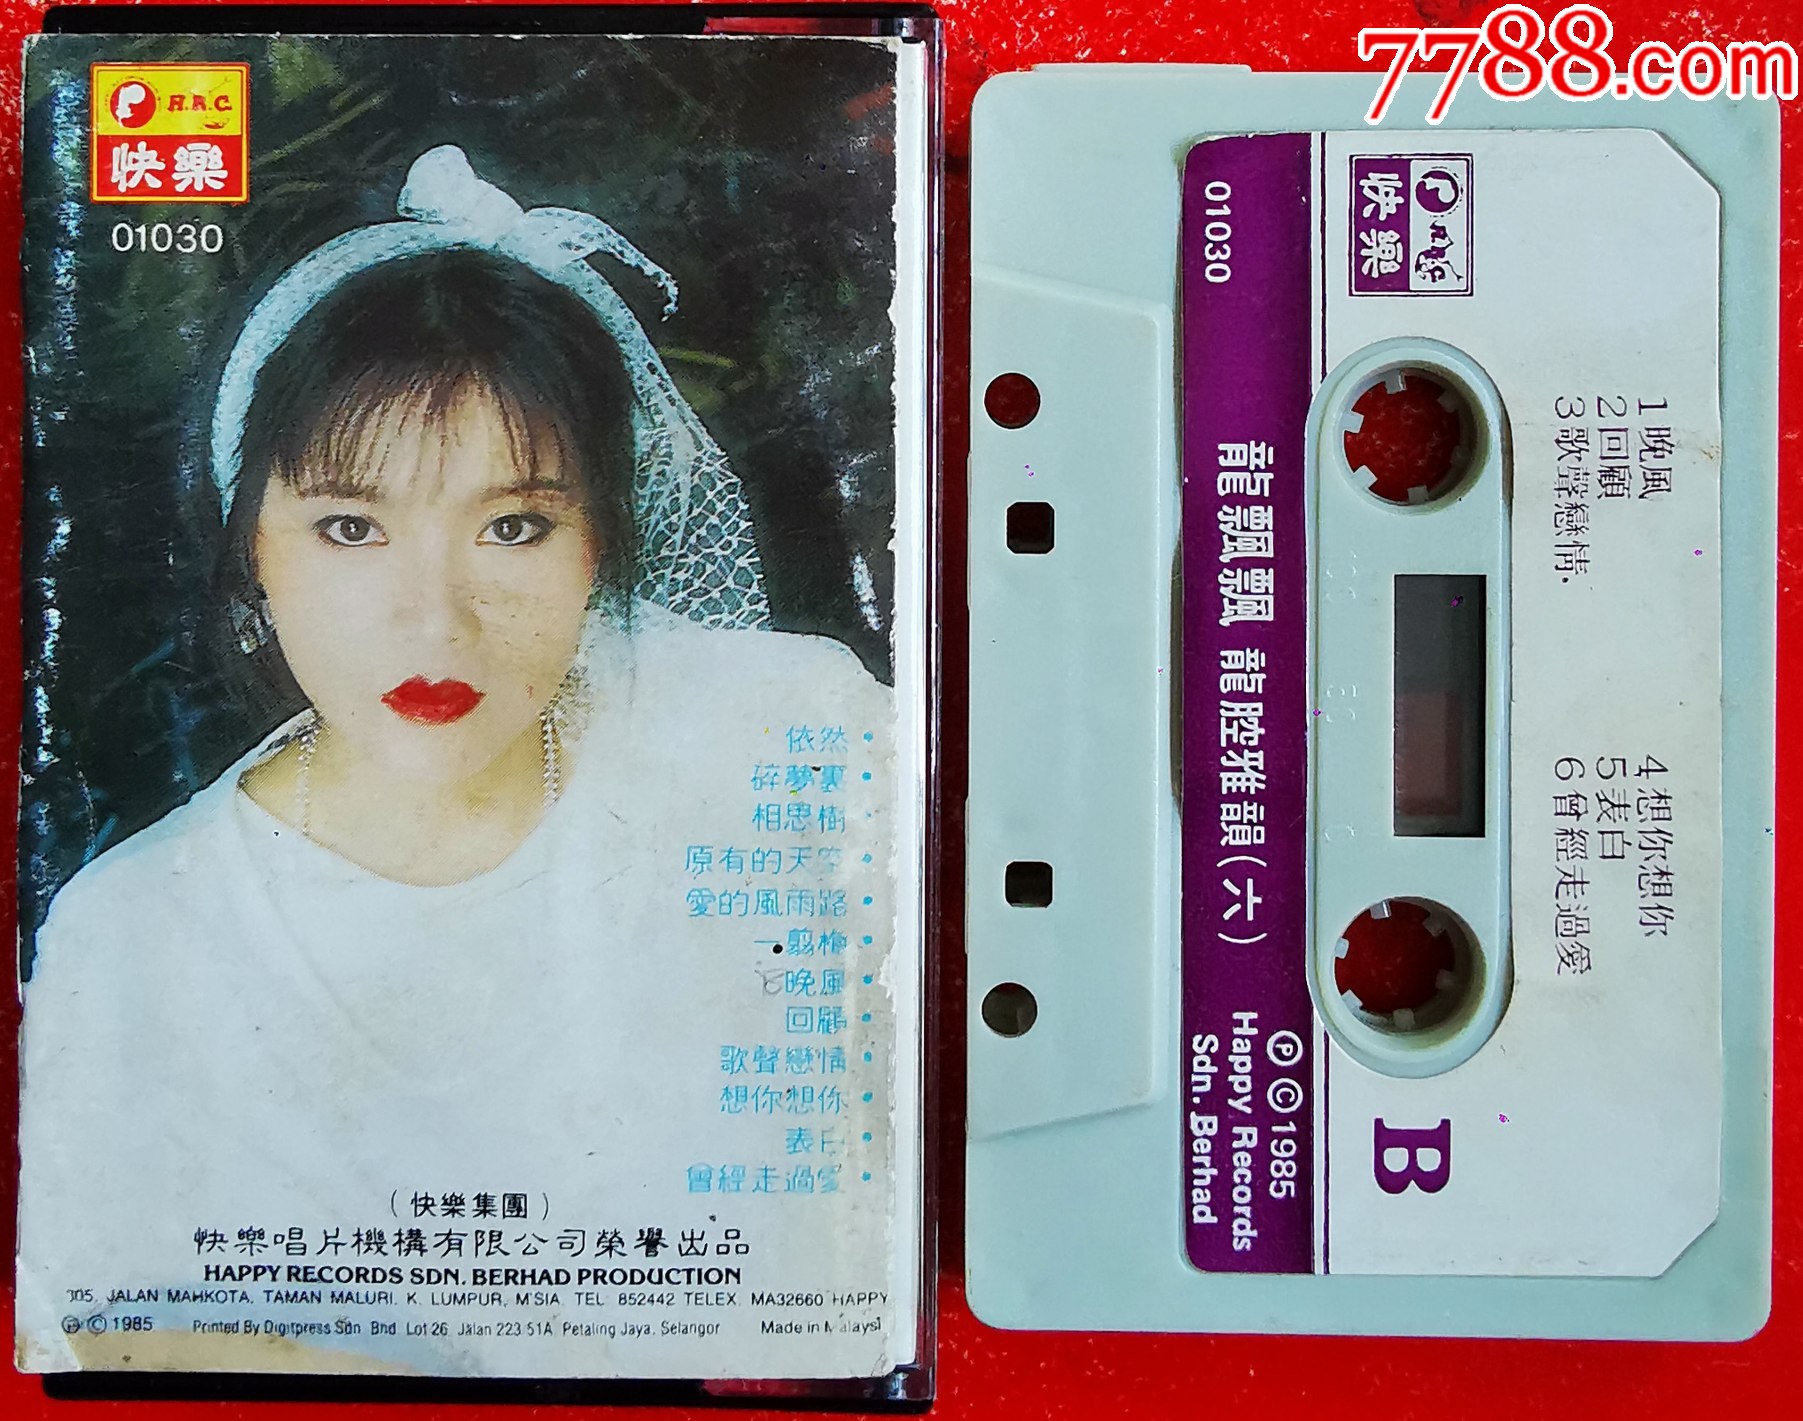 7788.com
H.R.C.
快樂
01030
依然
碎夢裏
相思樹
原有的天空
愛的風雨路
一翦梅
晚風
回顧
歌聲戀情
想你想你
表白
曾經走過愛
(快樂集團)
快樂唱片機構有限公司榮譽出品
HAPPY RECORDS SDN. BERHAD PRODUCTION
305, JALAN MAHKOTA, TAMAN MALURI, K. LUMPUR, M'SIA. TEL: 852442 TELEX: MA32660 HAPPY
Ⓟ © 1985 Printed By Digitpress Sdn. Bhd. Lot 26, Jalan 223 51A, Petaling Jaya, Selangor Made in Malaysi
快樂
1晚風
2回顧
3歌聲戀情.
4想你想你
5表白
6曾經走過愛
B
01030
龍飄飄 龍腔雅韻(六)
Ⓟ © 1985
Happy Records
Sdn. Berhad